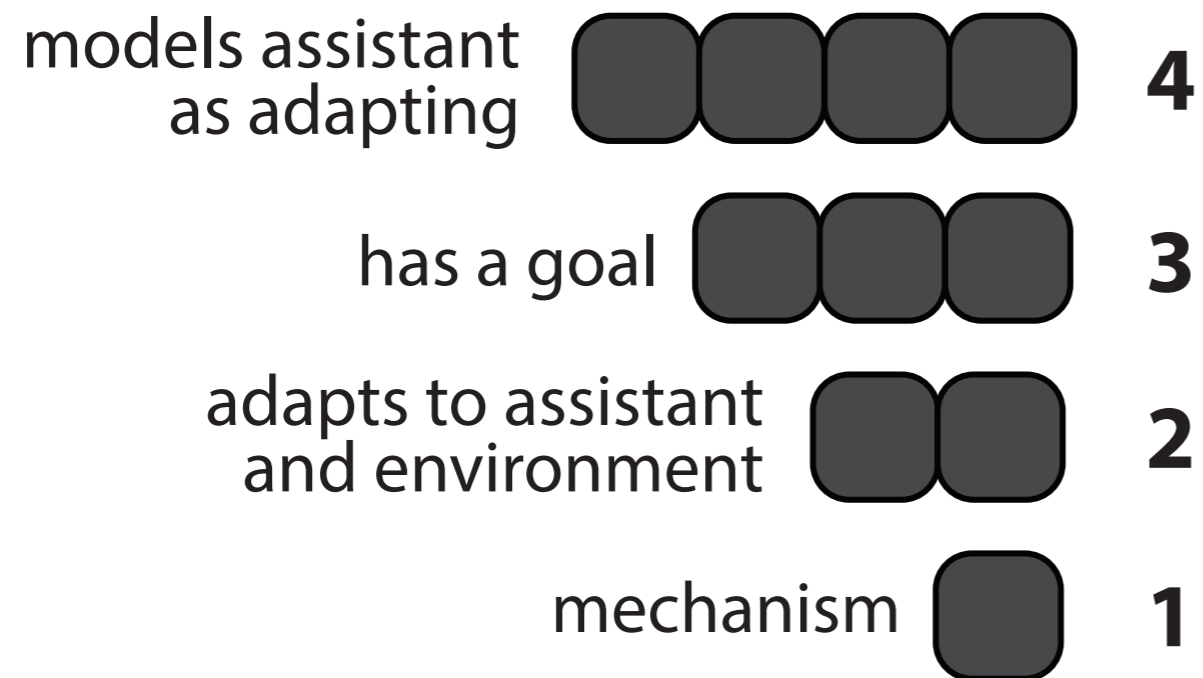 models assistant
as adapting
4
has a goal
3
adapts to assistant
and environment
2
mechanism
1